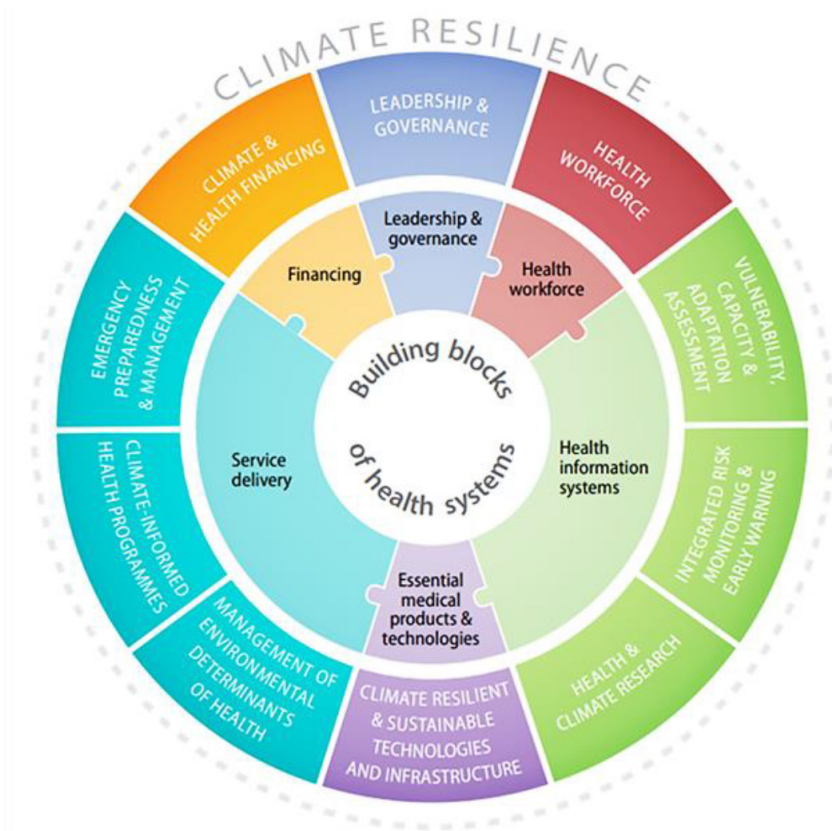 CLIMATE RESILIENCE
LEADERSHIP &
GOVERNANCE
HEALTH
WORKFORCE
VULNERABILITY,
CAPACITY &
ADAPTATION
ASSESSMENT
INTEGRATED RISK
MONITORING &
EARLY WARNING
HEALTH &
CLIMATE RESEARCH
CLIMATE RESILIENT
& SUSTAINABLE
TECHNOLOGIES
AND INFRASTRUCTURE
MANAGEMENT OF
ENVIRONMENTAL
DETERMINANTS
OF HEALTH
CLIMATE-INFORMED
HEALTH PROGRAMMES
EMERGENCY
PREPAREDNESS
& MANAGEMENT
CLIMATE &
HEALTH FINANCING
Leadership &
governance
Health
workforce
Health
information
systems
Essential
medical
products &
technologies
Service
delivery
Financing
Building blocks
of health systems